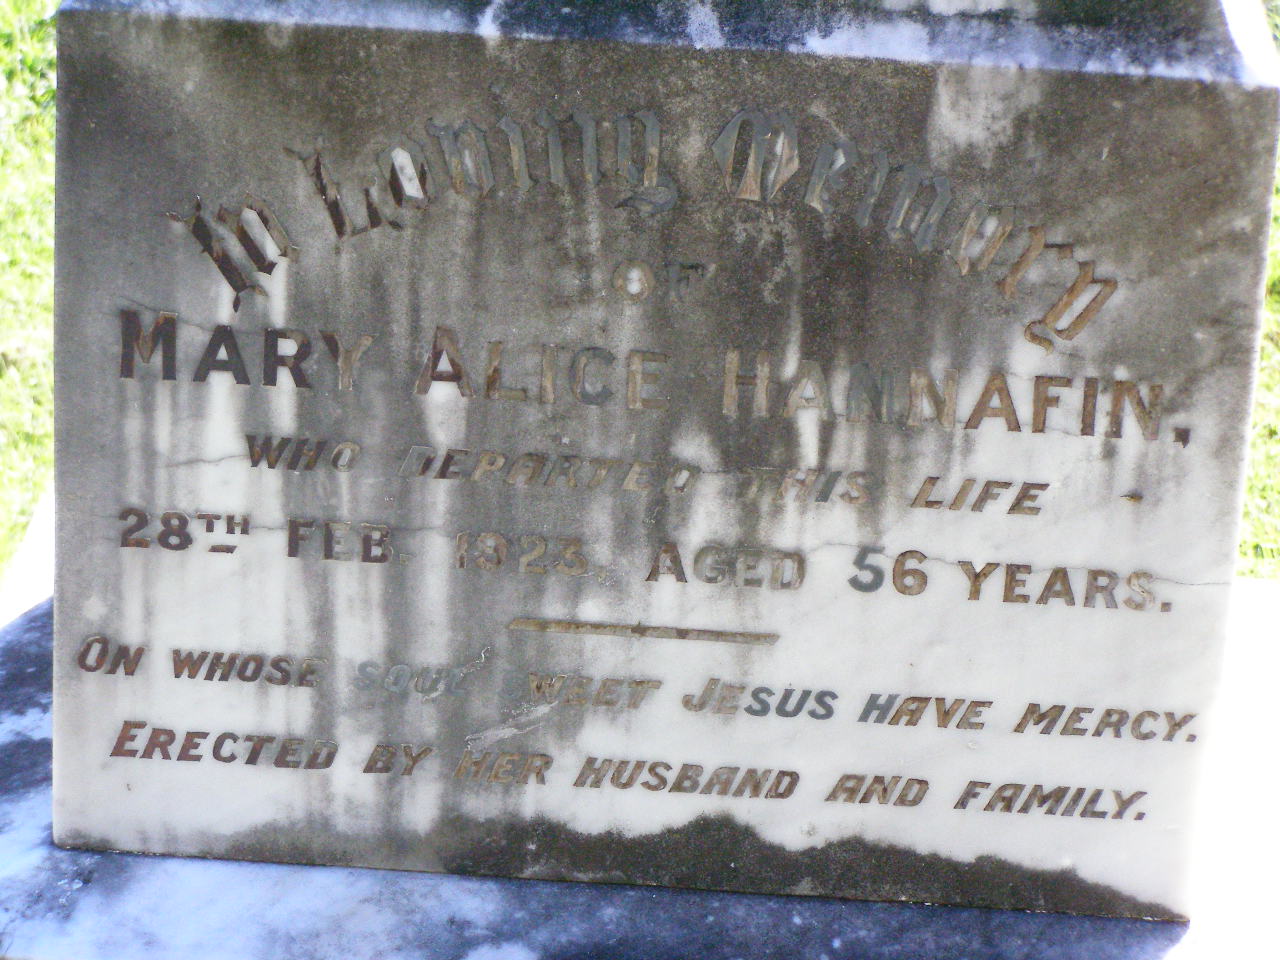 In Loving Memory
OF
MARY ALICE HANNAFIN.
WHO DEPARTED THIS LIFE
28TH FEB. 1923. AGED 56 YEARS.
ON WHOSE SOUL SWEET JESUS HAVE MERCY.
ERECTED BY HER HUSBAND AND FAMILY.